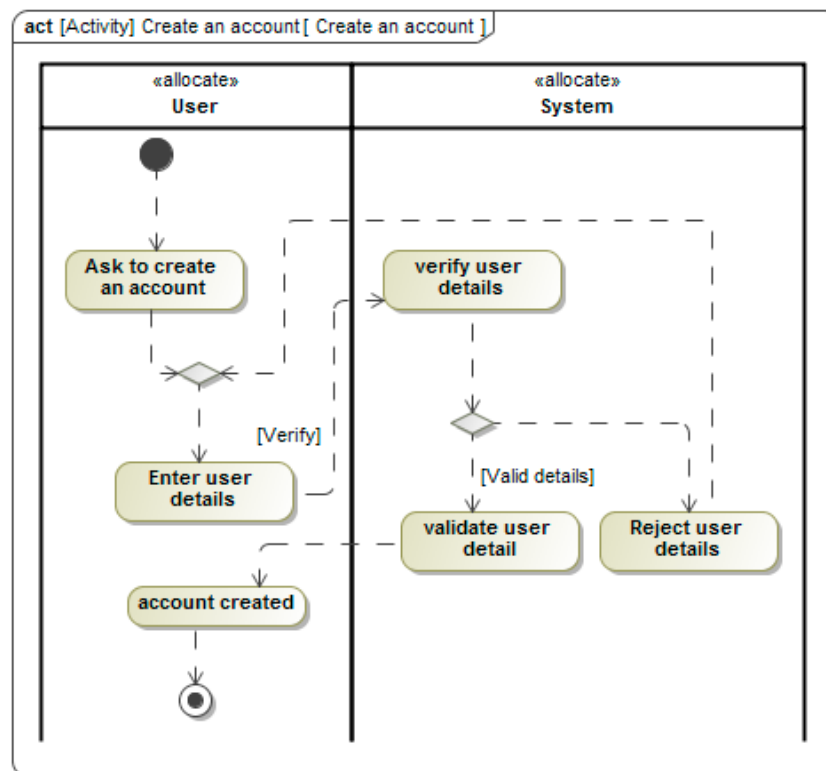 act [Activity] Create an account[ Create an account ]
«allocate»
User
«allocate»
System
Ask to create
an account
verify user
details
[Verify]
Enter user
details
[Valid details]
validate user
detail
Reject user
details
account created